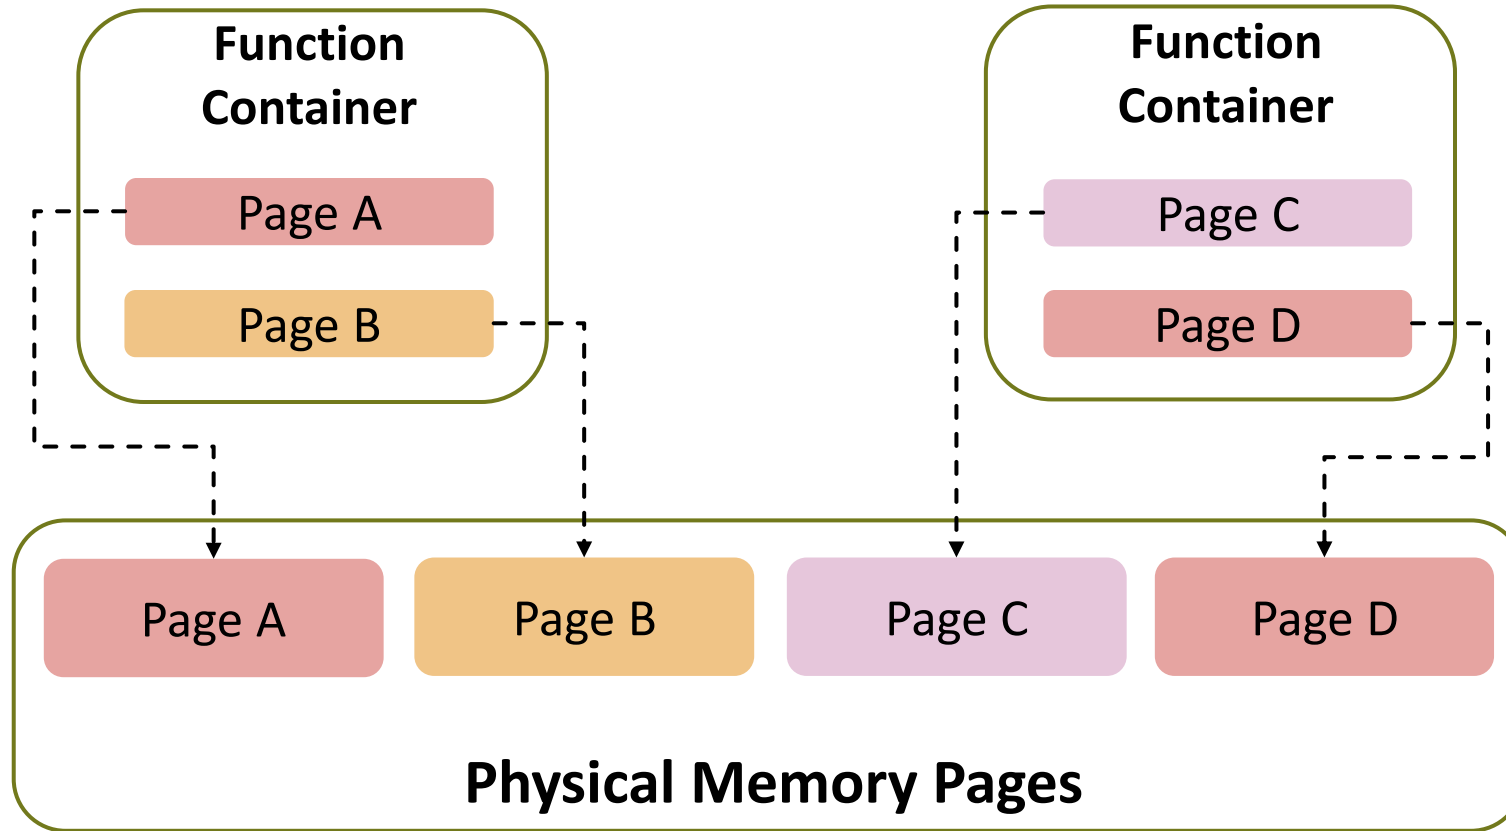 Function
Container
Page A
Page B
Function
Container
Page C
Page D
Page A
Page B
Page C
Page D
Physical Memory Pages